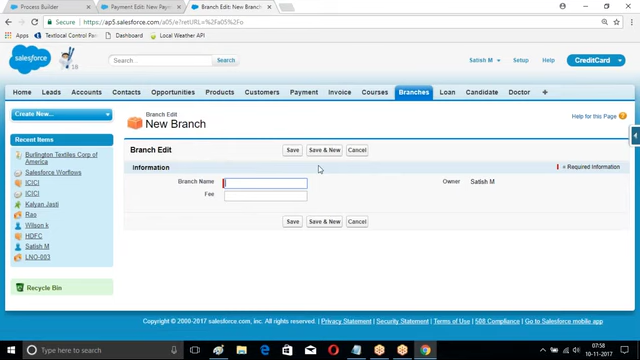 Process Builder
Payment Edit: New Paym
Branch Edit: New Branch
Secure
https://ap5.salesforce.com/a05/e?retURL=%2Fa05%2Fo
Apps
Textlocal Control Panel
Downloads
Local Weather API
salesforce
Search...
Search
Satish M
Setup
Help
CreditCard
Home
Leads
Accounts
Contacts
Opportunities
Products
Customers
Payment
Invoice
Courses
Branches
Loan
Candidate
Doctor
+
Create New...
Recent Items
Burlington Textiles Corp of
America
Salesforce Worflows
ICICI
ICICI
Kalyan Jasti
Rao
Wilson k
HDFC
Satish M
LNO-003
Recycle Bin
Branch Edit
New Branch
Help for this Page
Branch Edit
Save
Save & New
Cancel
Information
= Required Information
Branch Name
Owner
Satish M
Fee
Save
Save & New
Cancel
Copyright © 2000-2017 salesforce.com, inc. All rights reserved. | Privacy Statement | Security Statement | Terms of Use | 508 Compliance | Go to Salesforce mobile app
Type here to search
07:58
10-11-2017